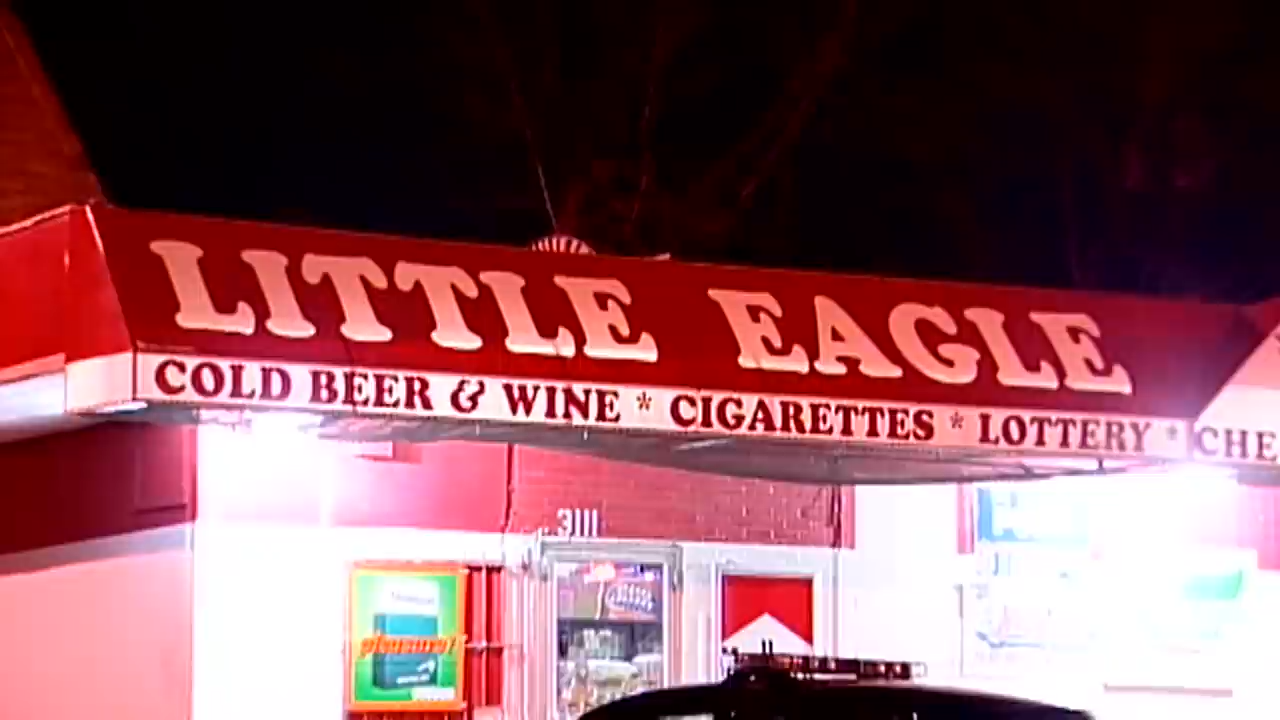 LITTLE EAGLE
COLD BEER & WINE * CIGARETTES * LOTTERY * CHE
3111
pleasure!